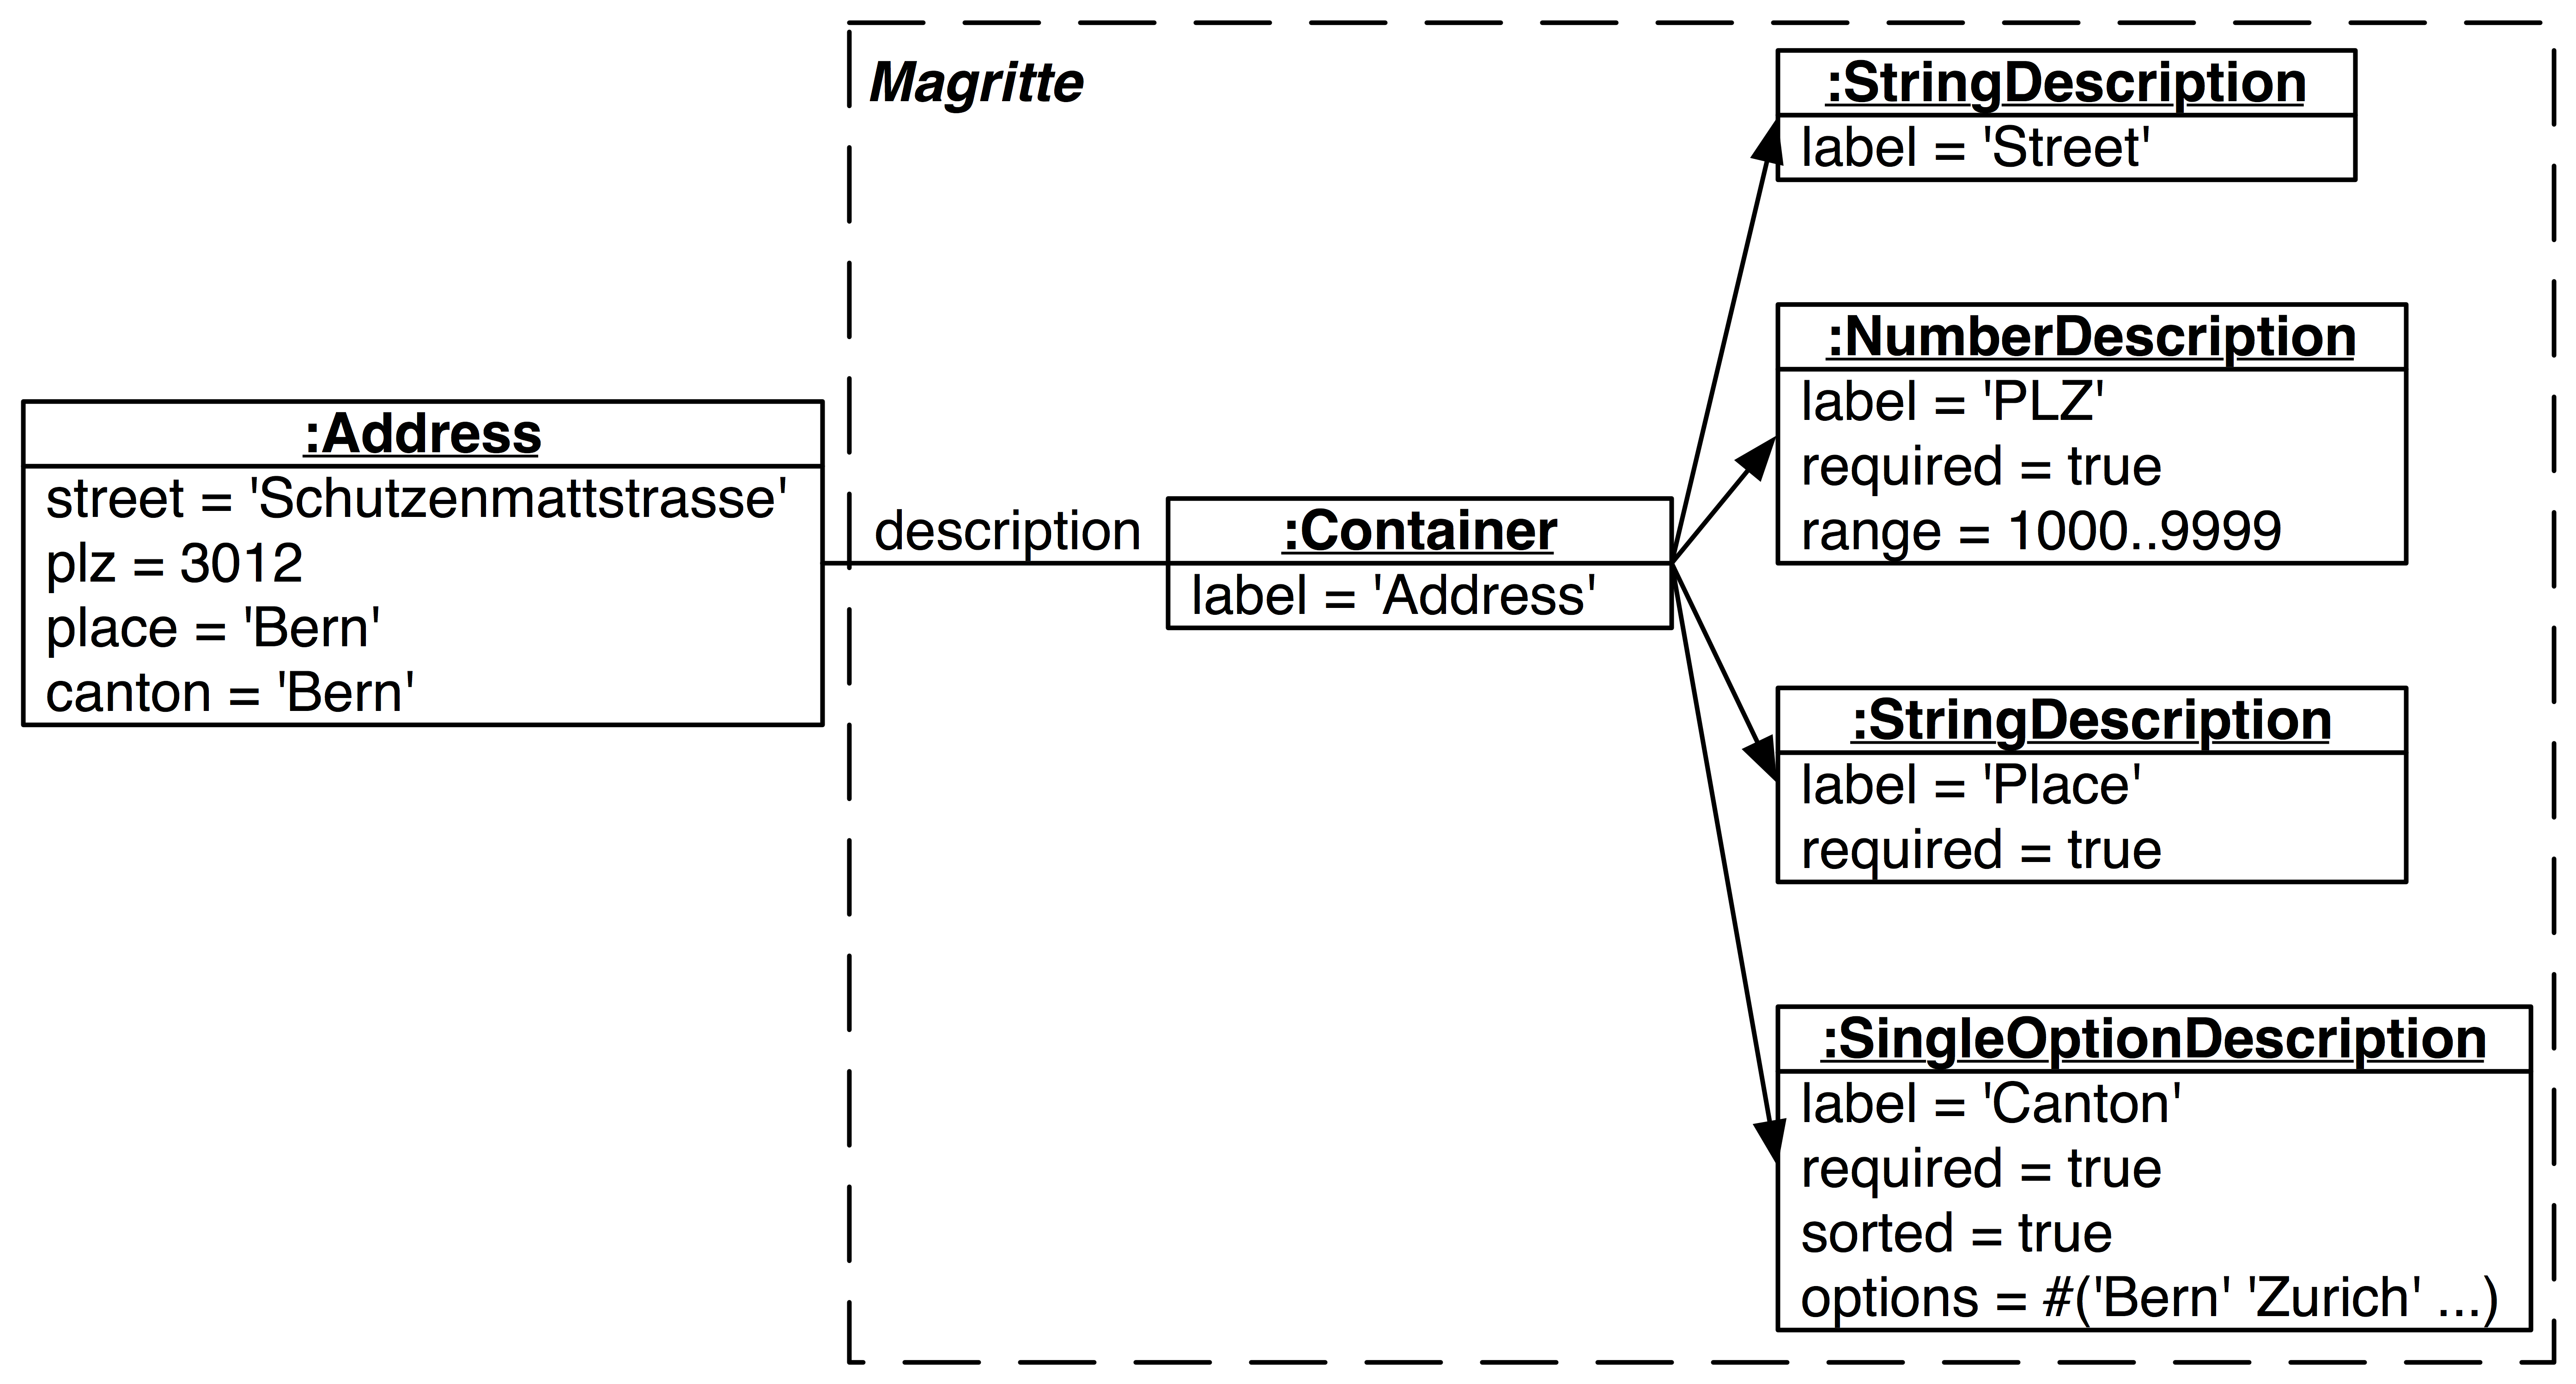 Magritte
:Address
street = 'Schutzenmattstrasse'
plz = 3012
place = 'Bern'
canton = 'Bern'
description
:Container
label = 'Address'
:StringDescription
label = 'Street'
:NumberDescription
label = 'PLZ'
required = true
range = 1000..9999
:StringDescription
label = 'Place'
required = true
:SingleOptionDescription
label = 'Canton'
required = true
sorted = true
options = #('Bern' 'Zurich' ...)